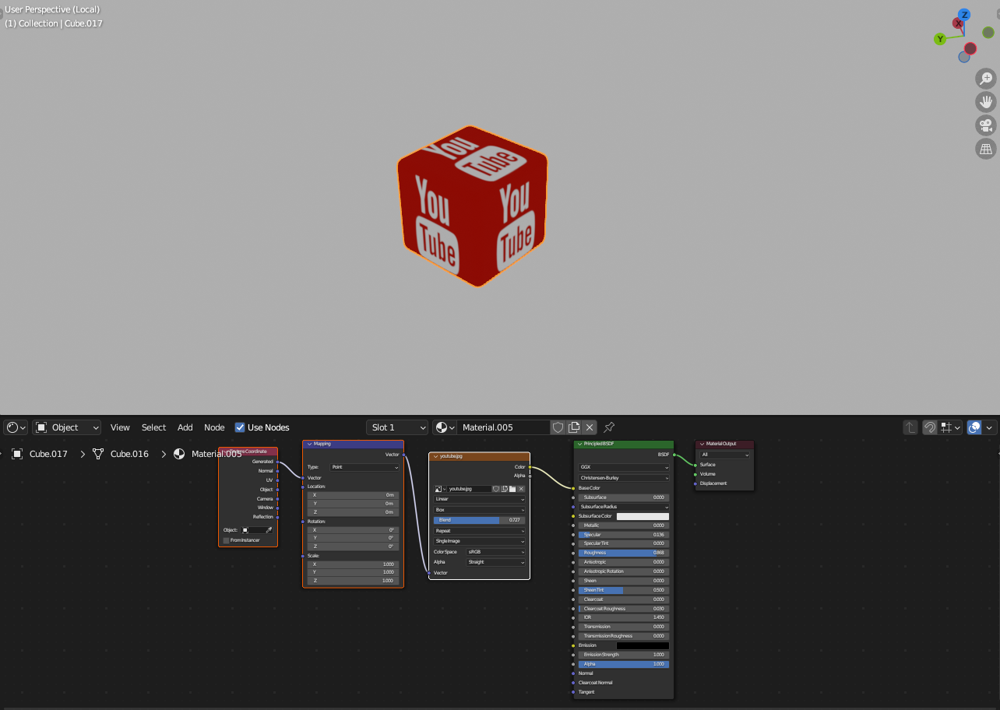 User Perspective (Local)
(1) Collection | Cube.017
Z
X
Y
You
Tube
You
Tube
You
Tube
Object
View
Select
Add
Node
Use Nodes
Slot 1
Material.005
Cube.017
Cube.016
Material.005
Texture Coordinate
Generated
Normal
UV
Object
Camera
Window
Reflection
Object:
From Instancer
Mapping
Vector
Type:
Point
Vector
Location:
X 0 m
Y 0 m
Z 0 m
Rotation:
X 0°
Y 0°
Z 0°
Scale:
X 1.000
Y 1.000
Z 1.000
youtube.jpg
Color
Alpha
youtube.jpg
Linear
Box
Blend 0.727
Repeat
Single Image
Color Space sRGB
Alpha Straight
Vector
Principled BSDF
BSDF
GGX
Christensen-Burley
Base Color
Subsurface 0.000
Subsurface Radius
Subsurface Color
Metallic 0.000
Specular 0.136
Specular Tint 0.000
Roughness 0.868
Anisotropic 0.000
Anisotropic Rotation 0.000
Sheen 0.000
Sheen Tint 0.500
Clearcoat 0.000
Clearcoat Roughness 0.030
IOR 1.450
Transmission 0.000
Transmission Roughness 0.000
Emission
Emission Strength 1.000
Alpha 1.000
Normal
Clearcoat Normal
Tangent
Material Output
All
Surface
Volume
Displacement